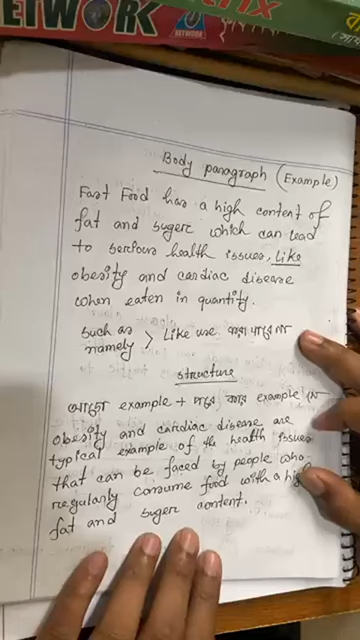 ETWORK
NETWORK
Body paragraph (Example)
Fast Food has a high content of
fat and suger which can lead
to serious health issues, Like
obesity and cardiac disease
when eaten in quantity.
such as
namely > Like use করা যাবে না
structure
আগে example + পরে
example
obesity and cardiac disease are
typical example of the health issues
that can be faced by people who
regularly consume food with a high
fat and suger content.